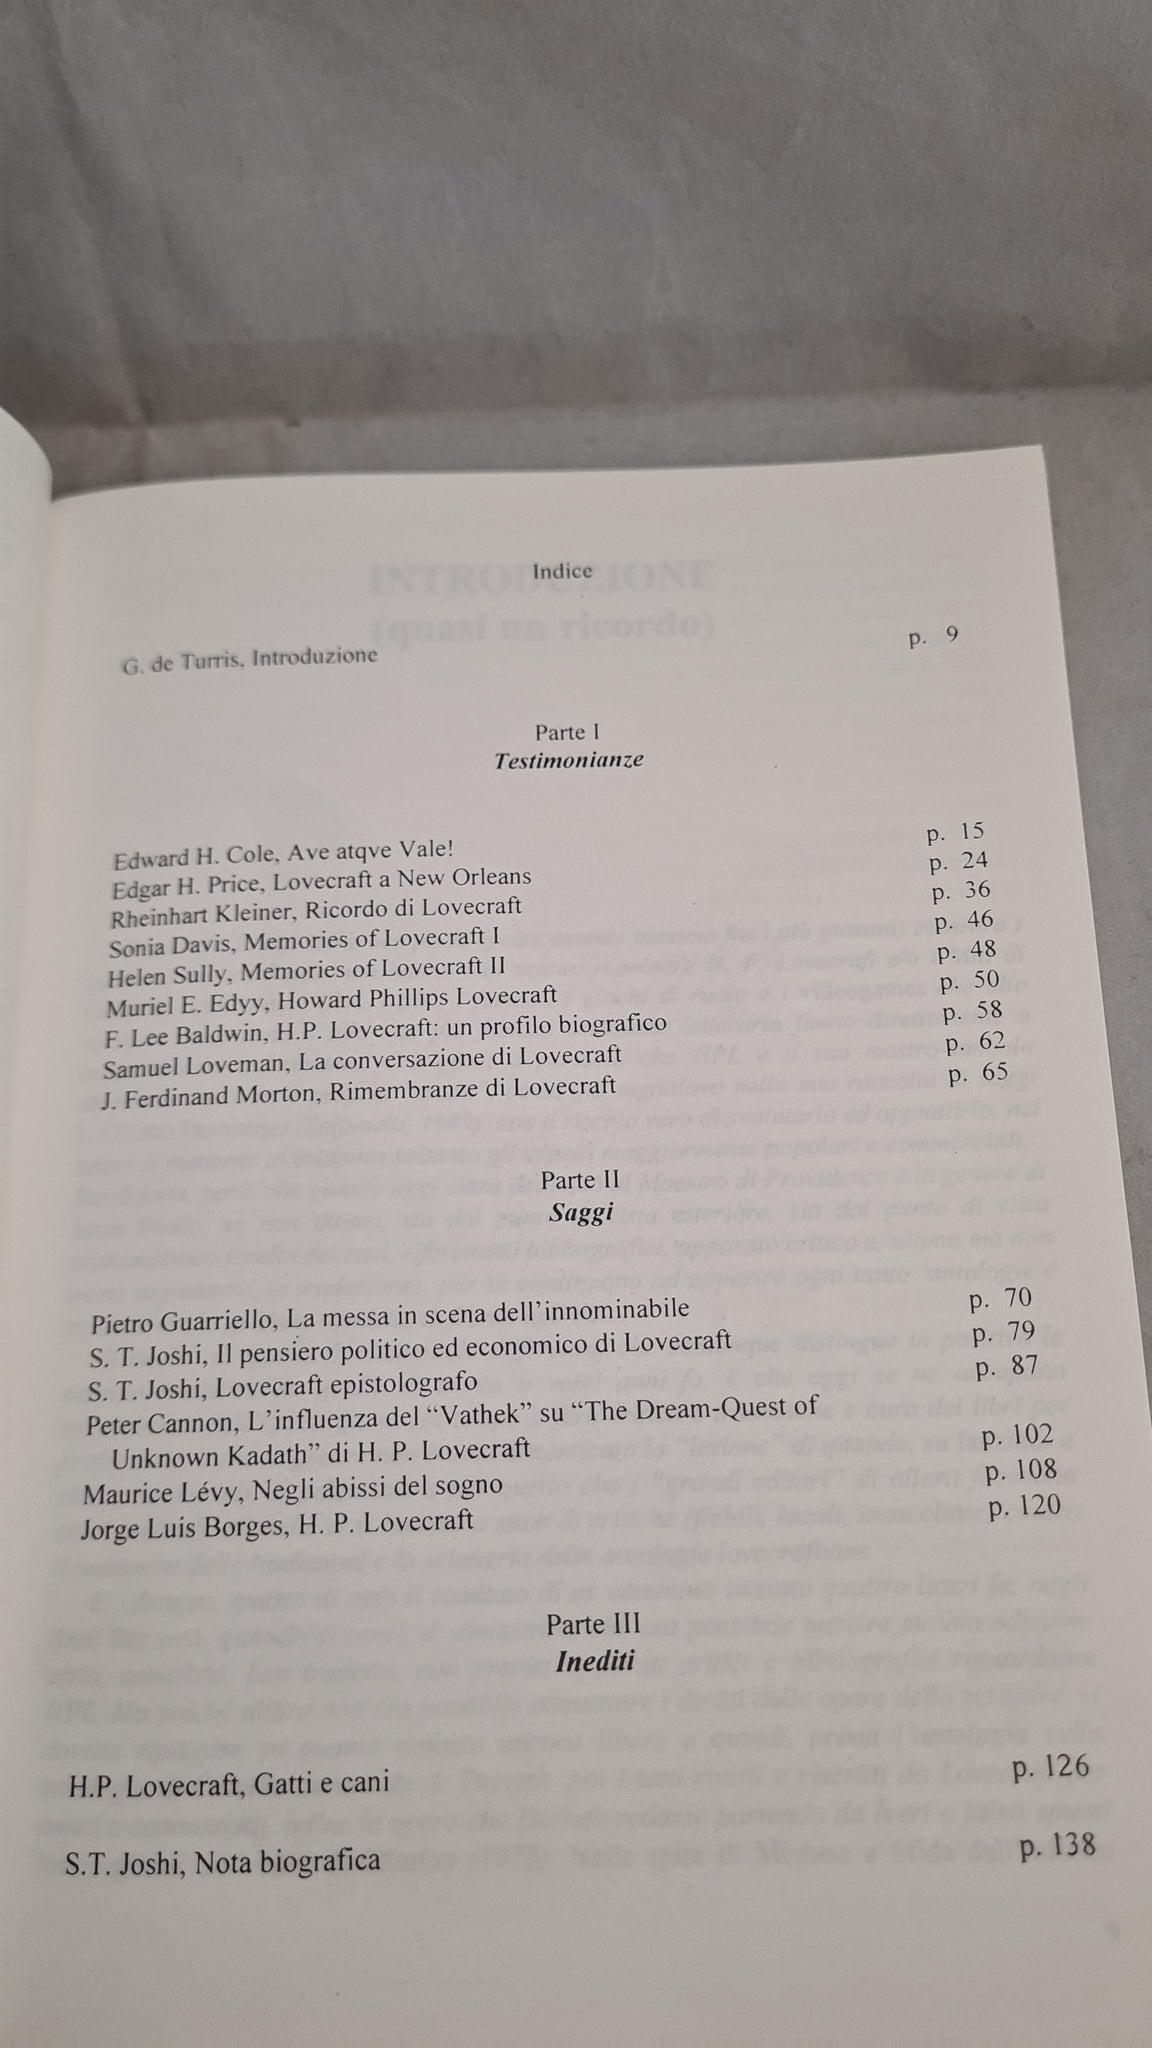 Indice
G. de Turris, Introduzione p. 9
Parte I
Testimonianze
Edward H. Cole, Ave atqve Vale! p. 15
Edgar H. Price, Lovecraft a New Orleans p. 24
Rheinhart Kleiner, Ricordo di Lovecraft p. 36
Sonia Davis, Memories of Lovecraft I p. 46
Helen Sully, Memories of Lovecraft II p. 48
Muriel E. Edyy, Howard Phillips Lovecraft p. 50
F. Lee Baldwin, H.P. Lovecraft: un profilo biografico p. 58
Samuel Loveman, La conversazione di Lovecraft p. 62
J. Ferdinand Morton, Rimembranze di Lovecraft p. 65
Parte II
Saggi
Pietro Guarriello, La messa in scena dell'innominabile p. 70
S. T. Joshi, Il pensiero politico ed economico di Lovecraft p. 79
S. T. Joshi, Lovecraft epistolografo p. 87
Peter Cannon, L'influenza del “Vathek” su “The Dream-Quest of
Unknown Kadath” di H. P. Lovecraft p. 102
Maurice Lévy, Negli abissi del sogno p. 108
Jorge Luis Borges, H. P. Lovecraft p. 120
Parte III
Inediti
H.P. Lovecraft, Gatti e cani p. 126
S.T. Joshi, Nota biografica p. 138